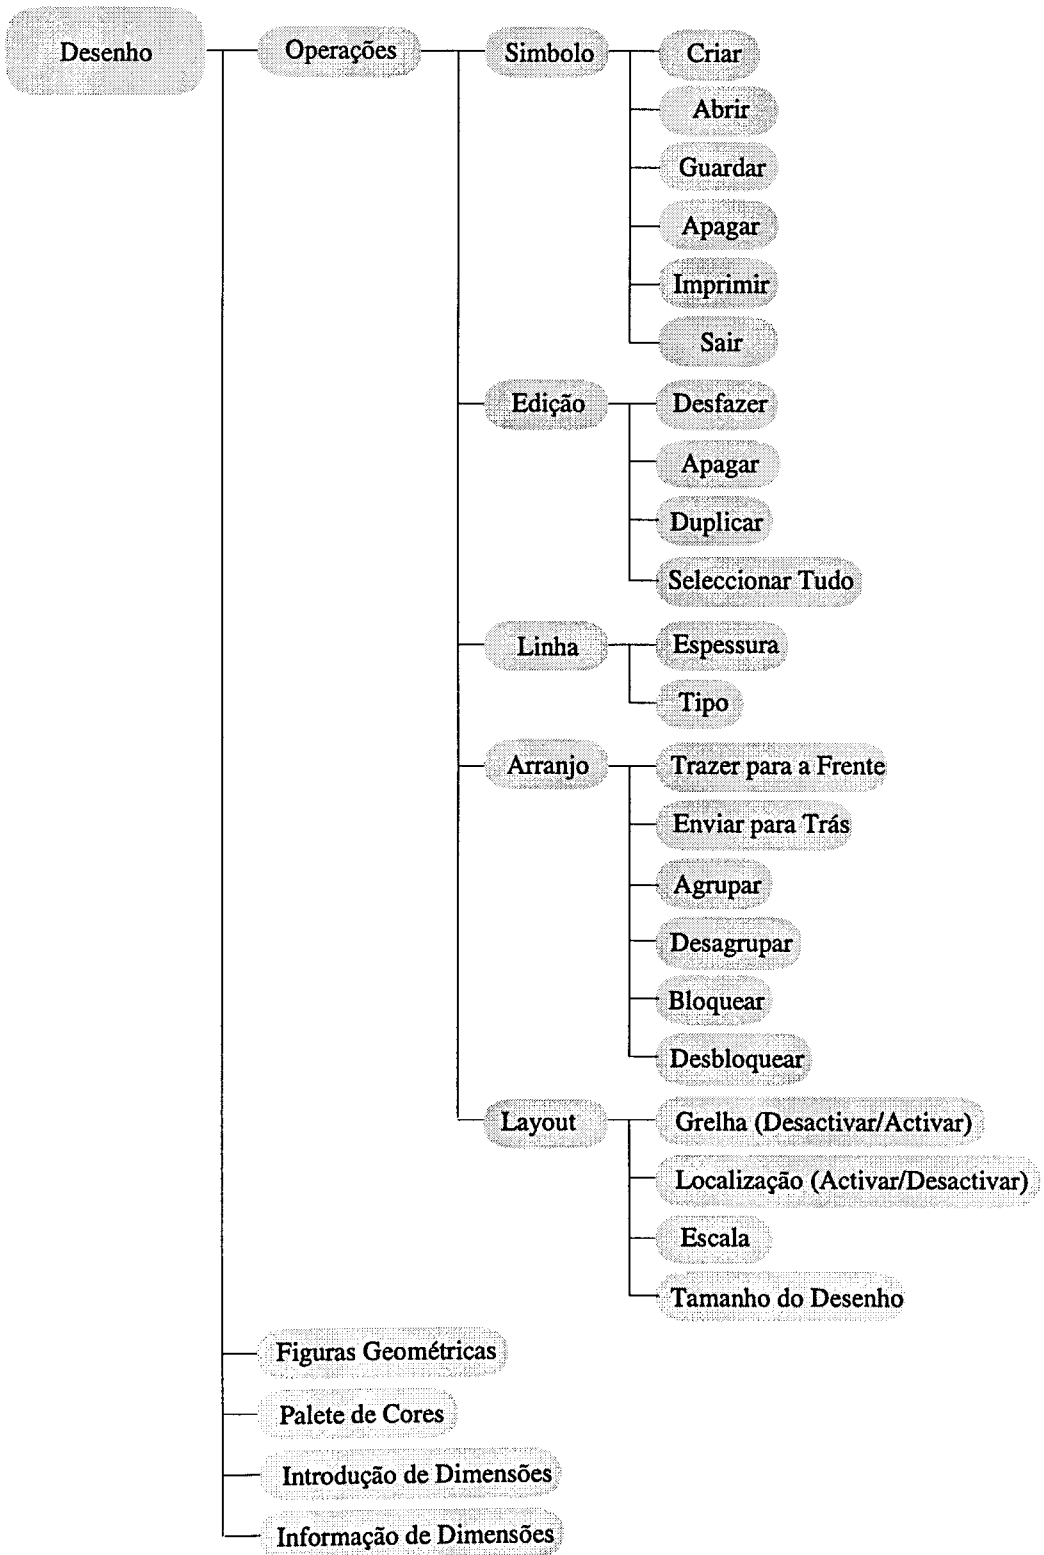 Desenho
Operações
Simbolo
Criar
Abrir
Guardar
Apagar
Imprimir
Sair
Edição
Desfazer
Apagar
Duplicar
Seleccionar Tudo
Linha
Espessura
Tipo
Arranjo
Trazer para a Frente
Enviar para Trás
Agrupar
Desagrupar
Bloquear
Desbloquear
Layout
Grelha (Desactivar/Activar)
Localização (Activar/Desactivar)
Escala
Tamanho do Desenho
Figuras Geométricas
Palete de Cores
Introdução de Dimensões
Informação de Dimensões